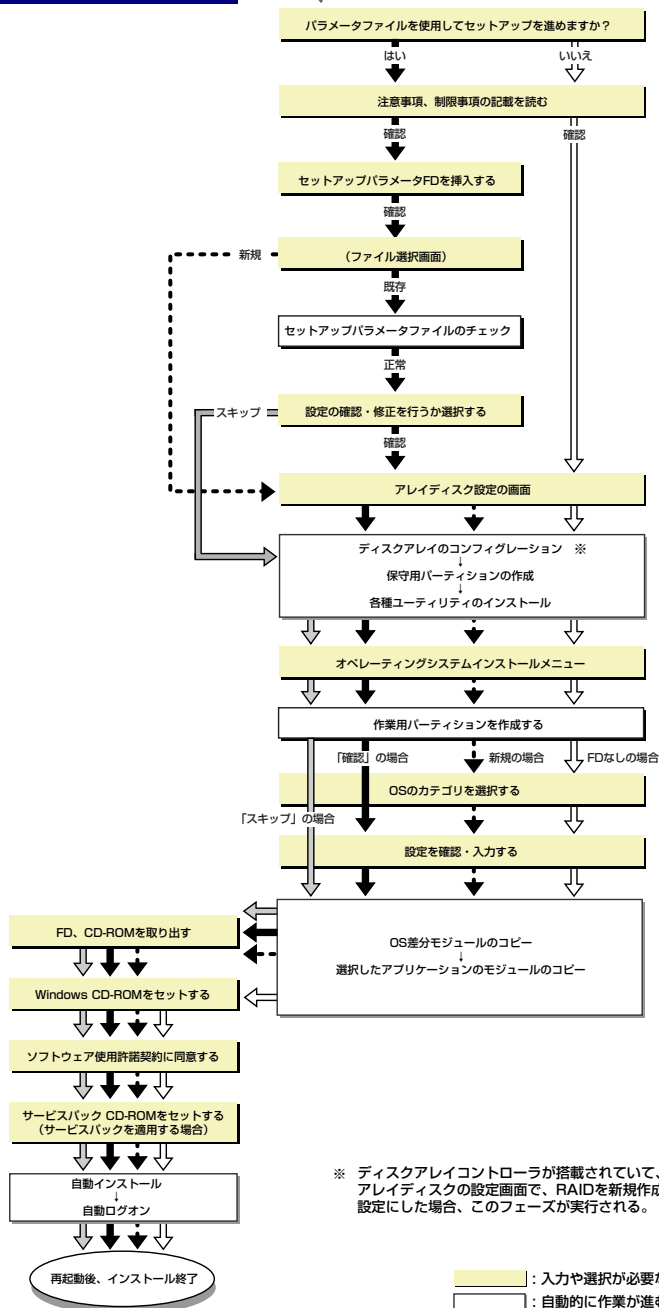 パラメータファイルを使用してセットアップを進めますか？
はい
いいえ
注意事項、制限事項の記載を読む
確認
確認
セットアップパラメータFDを挿入する
確認
新規
（ファイル選択画面）
既存
セットアップパラメータファイルのチェック
正常
スキップ
設定の確認・修正を行うか選択する
確認
アレイディスク設定の画面
ディスクアレイのコンフィグレーション ※
↓
保守用パーティションの作成
↓
各種ユーティリティのインストール
オペレーティングシステムインストールメニュー
作業用パーティションを作成する
「確認」の場合
新規の場合
FDなしの場合
OSのカテゴリを選択する
「スキップ」の場合
設定を確認・入力する
OS差分モジュールのコピー
↓
選択したアプリケーションのモジュールのコピー
FD、CD-ROMを取り出す
Windows CD-ROMをセットする
ソフトウェア使用許諾契約に同意する
サービスパック CD-ROMをセットする
（サービスパックを適用する場合）
自動インストール
↓
自動ログオン
再起動後、インストール終了
※ ディスクアレイコントローラが搭載されていて、
アレイディスクの設定画面で、RAIDを新規作成
設定にした場合、このフェーズが実行される。
：入力や選択が必要な
：自動的に作業が進む